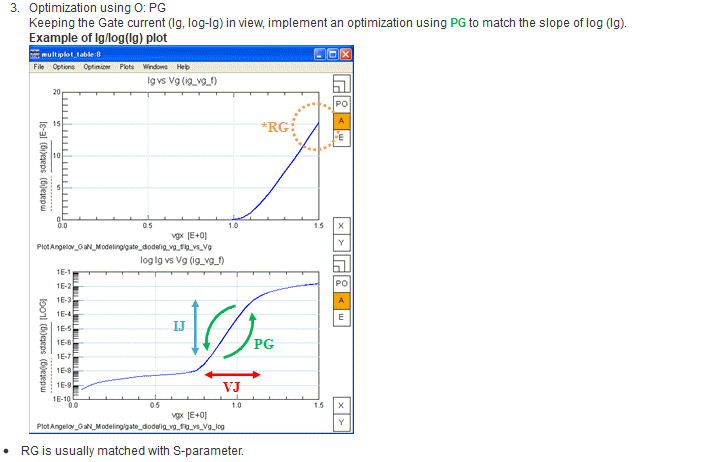 3. Optimization using O: PG
Keeping the Gate current (Ig, log-Ig) in view, implement an optimization using PG to match the slope of log (Ig).
Example of Ig/log(Ig) plot
multiplot_table:8
File Options Optimizer Plots Windows Help
Ig vs Vg (ig_vg_f)
20
15
10
5
0
mdata(ig) sdata(ig) [E-3]
*RG
0.0 0.5 1.0 1.5
vgx [E+0]
Plot Angelov_GaN_Modeling/gate_diode/ig_vg_f/ig_vs_Vg
PO
A
E
X
Y
log Ig vs Vg (ig_vg_f)
1E-1
1E-2
1E-3
1E-4
1E-5
1E-6
1E-7
1E-8
1E-9
1E-10
mdata(ig) sdata(ig) [LOG]
IJ
PG
VJ
0.0 0.5 1.0 1.5
vgx [E+0]
Plot Angelov_GaN_Modeling/gate_diode/ig_vg_f/ig_vs_Vg_log
PO
A
E
X
Y
• RG is usually matched with S-parameter.